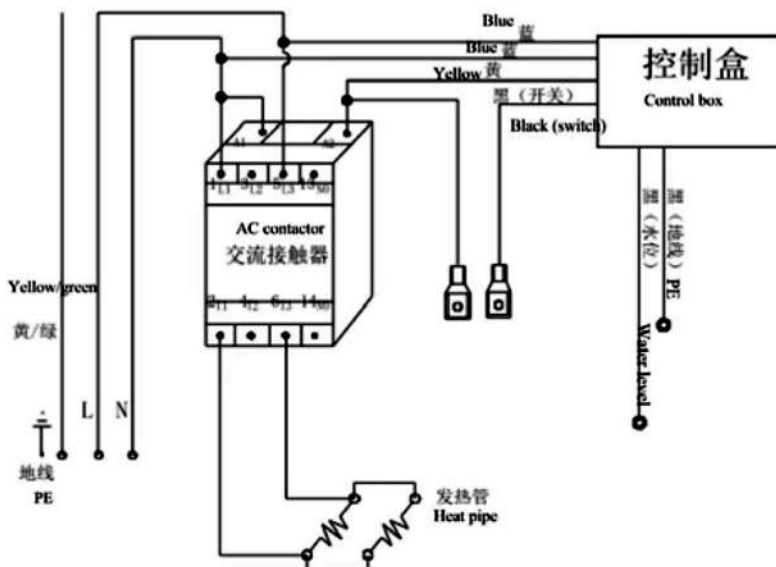 Blue 蓝
Blue 蓝
Yellow 黄
黑（开关）
Black (switch)
控制盒
Control box
A1
A2
1L1 3L2 5L3 13N0
AC contactor
交流接触器
2T1 4T2 6T3 14N0
Yellow/green
黄/绿
L N
地线
PE
黑（水位）
Water level
黑（地线）PE
发热管
Heat pipe